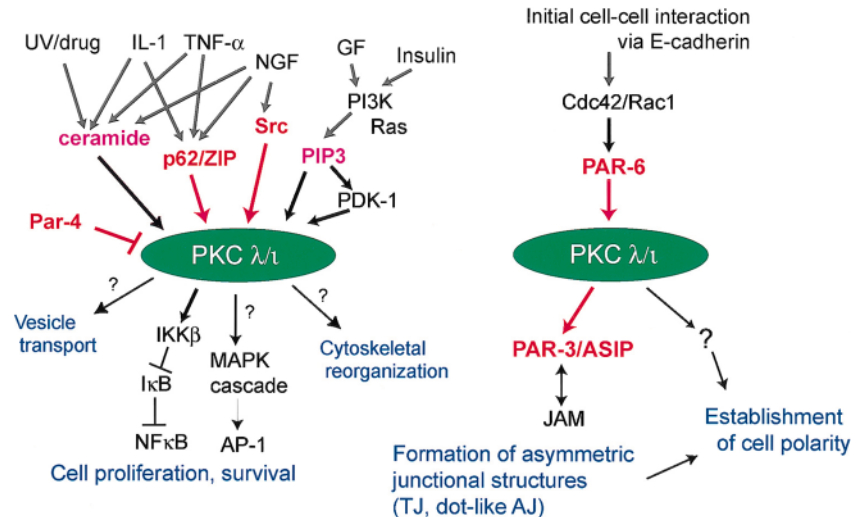 UV/drug
IL-1
TNF-α
NGF
GF
Insulin
ceramide
p62/ZIP
Src
PI3K
Ras
PIP3
PDK-1
Par-4
PKC λ/ι
?
?
?
Vesicle
transport
IKKβ
IκB
NFκB
MAPK
cascade
AP-1
Cytoskeletal
reorganization
Cell proliferation, survival
Initial cell-cell interaction
via E-cadherin
Cdc42/Rac1
PAR-6
PKC λ/ι
PAR-3/ASIP
?
JAM
Formation of asymmetric
junctional structures
(TJ, dot-like AJ)
Establishment
of cell polarity